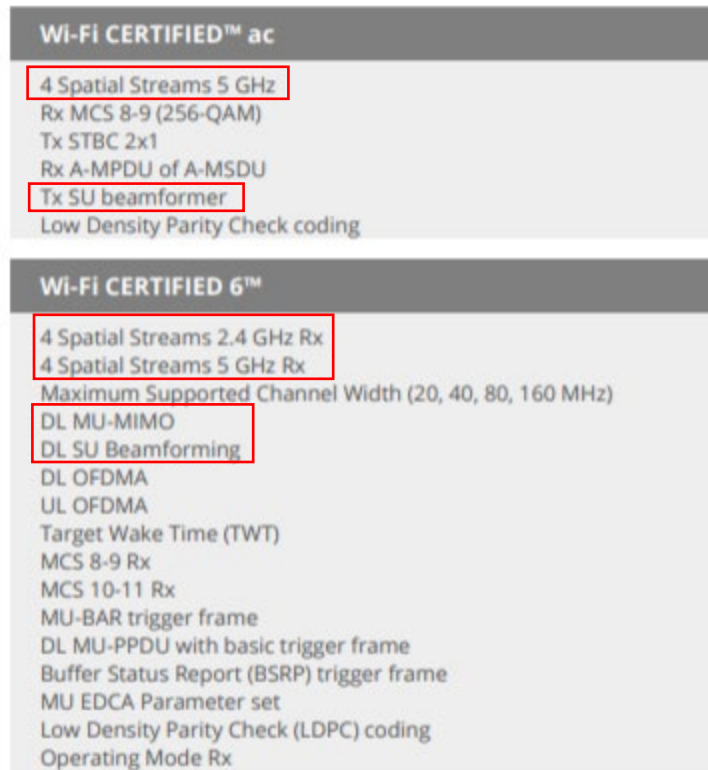 Wi-Fi CERTIFIED™ ac
4 Spatial Streams 5 GHz
Rx MCS 8-9 (256-QAM)
Tx STBC 2x1
Rx A-MPDU of A-MSDU
Tx SU beamformer
Low Density Parity Check coding
Wi-Fi CERTIFIED 6™
4 Spatial Streams 2.4 GHz Rx
4 Spatial Streams 5 GHz Rx
Maximum Supported Channel Width (20, 40, 80, 160 MHz)
DL MU-MIMO
DL SU Beamforming
DL OFDMA
UL OFDMA
Target Wake Time (TWT)
MCS 8-9 Rx
MCS 10-11 Rx
MU-BAR trigger frame
DL MU-PPDU with basic trigger frame
Buffer Status Report (BSRP) trigger frame
MU EDCA Parameter set
Low Density Parity Check (LDPC) coding
Operating Mode Rx